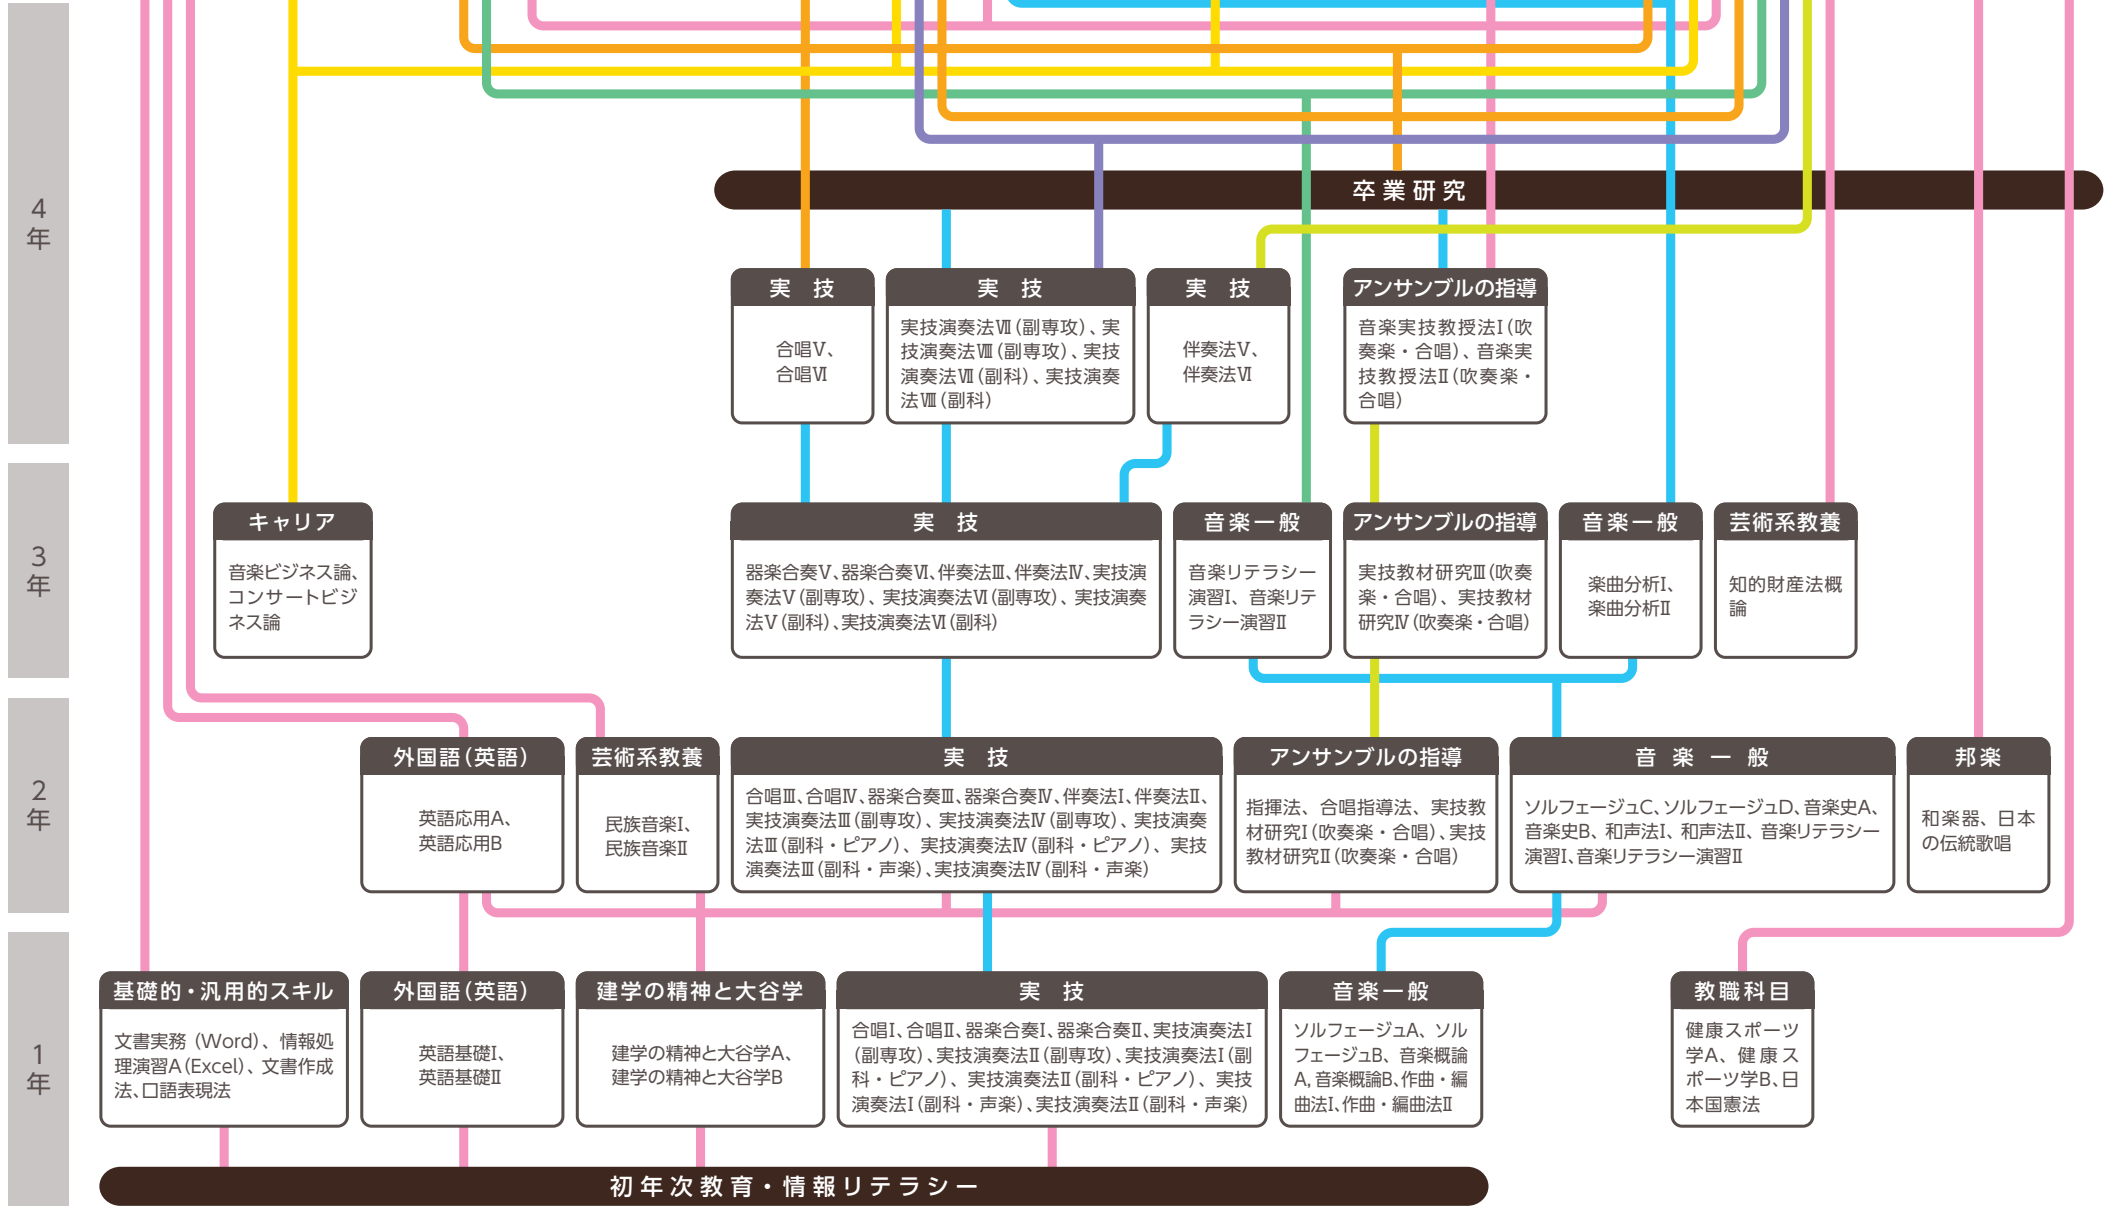 4
年
卒業研究
実 技
合唱Ⅴ、
合唱Ⅵ
実 技
実技演奏法Ⅶ(副専攻)、実
技演奏法Ⅷ(副専攻)、実技
演奏法Ⅶ(副科)、実技演奏
法Ⅷ(副科)
実 技
伴奏法Ⅴ、
伴奏法Ⅵ
アンサンブルの指導
音楽実技教授法Ⅰ(吹
奏楽・合唱)、音楽実
技教授法Ⅱ(吹奏楽・
合唱)
3
年
キャリア
音楽ビジネス論、
コンサートビジ
ネス論
実 技
器楽合奏Ⅴ、器楽合奏Ⅵ、伴奏法Ⅲ、伴奏法Ⅳ、実技演
奏法Ⅴ(副専攻)、実技演奏法Ⅵ(副専攻)、実技演奏
法Ⅴ(副科)、実技演奏法Ⅵ(副科)
音楽一般
音楽リテラシー
演習Ⅰ、音楽リテ
ラシー演習Ⅱ
アンサンブルの指導
実技教材研究Ⅲ(吹奏
楽・合唱)、実技教材
研究Ⅳ(吹奏楽・合唱)
音楽一般
楽曲分析Ⅰ、
楽曲分析Ⅱ
芸術系教養
知的財産法概
論
2
年
外国語(英語)
英語応用A、
英語応用B
芸術系教養
民族音楽Ⅰ、
民族音楽Ⅱ
実 技
合唱Ⅲ、合唱Ⅳ、器楽合奏Ⅲ、器楽合奏Ⅳ、伴奏法Ⅰ、伴奏法Ⅱ、
実技演奏法Ⅲ(副専攻)、実技演奏法Ⅳ(副専攻)、実技演奏
法Ⅲ(副科・ピアノ)、実技演奏法Ⅳ(副科・ピアノ)、実技
演奏法Ⅲ(副科・声楽)、実技演奏法Ⅳ(副科・声楽)
アンサンブルの指導
指揮法、合唱指導法、実技教
材研究Ⅰ(吹奏楽・合唱)、実技
教材研究Ⅱ(吹奏楽・合唱)
音楽一般
ソルフェージュC、ソルフェージュD、音楽史A、
音楽史B、和声法Ⅰ、和声法Ⅱ、音楽リテラシー
演習Ⅰ、音楽リテラシー演習Ⅱ
邦楽
和楽器、日本
の伝統歌唱
1
年
基礎的・汎用的スキル
文書実務 (Word)、情報処
理演習A(Excel)、文書作成
法、口語表現法
外国語(英語)
英語基礎Ⅰ、
英語基礎Ⅱ
建学の精神と大谷学
建学の精神と大谷学A、
建学の精神と大谷学B
実 技
合唱Ⅰ、合唱Ⅱ、器楽合奏Ⅰ、器楽合奏Ⅱ、実技演奏法Ⅰ
(副専攻)、実技演奏法Ⅱ(副専攻)、実技演奏法Ⅰ(副
科・ピアノ)、実技演奏法Ⅱ(副科・ピアノ)、実技
演奏法Ⅰ(副科・声楽)、実技演奏法Ⅱ(副科・声楽)
音楽一般
ソルフェージュA、ソル
フェージュB、音楽概論
A,音楽概論B、作曲・編
曲法Ⅰ、作曲・編曲法Ⅱ
教職科目
健康スポーツ
学A、健康ス
ポーツ学B、日
本国憲法
初年次教育・情報リテラシー